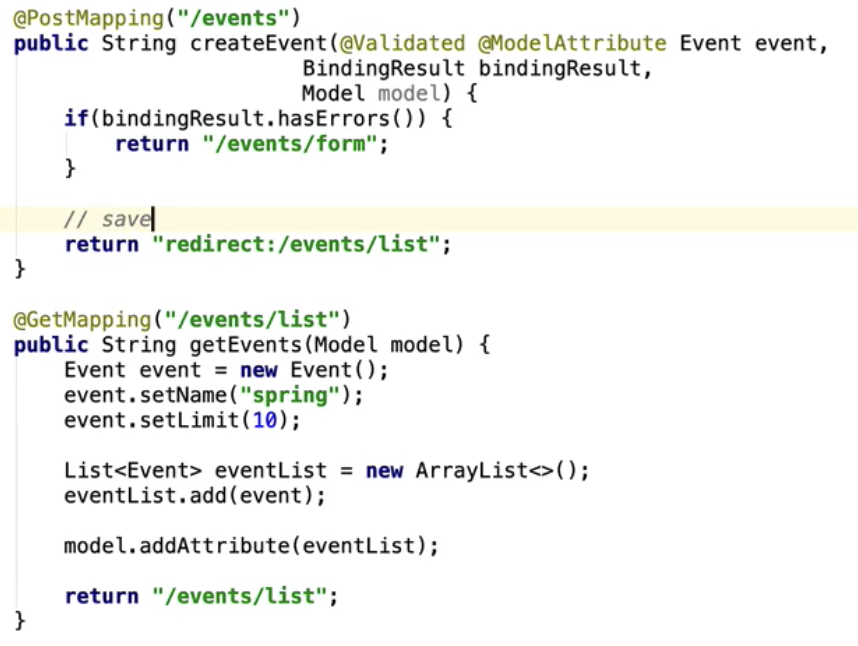 @PostMapping("/events")
public String createEvent(@Validated @ModelAttribute Event event,
                       BindingResult bindingResult,
                       Model model) {
    if(bindingResult.hasErrors()) {
        return "/events/form";
    }

    // save
    return "redirect:/events/list";
}

@GetMapping("/events/list")
public String getEvents(Model model) {
    Event event = new Event();
    event.setName("spring");
    event.setLimit(10);

    List<Event> eventList = new ArrayList<>();
    eventList.add(event);

    model.addAttribute(eventList);

    return "/events/list";
}